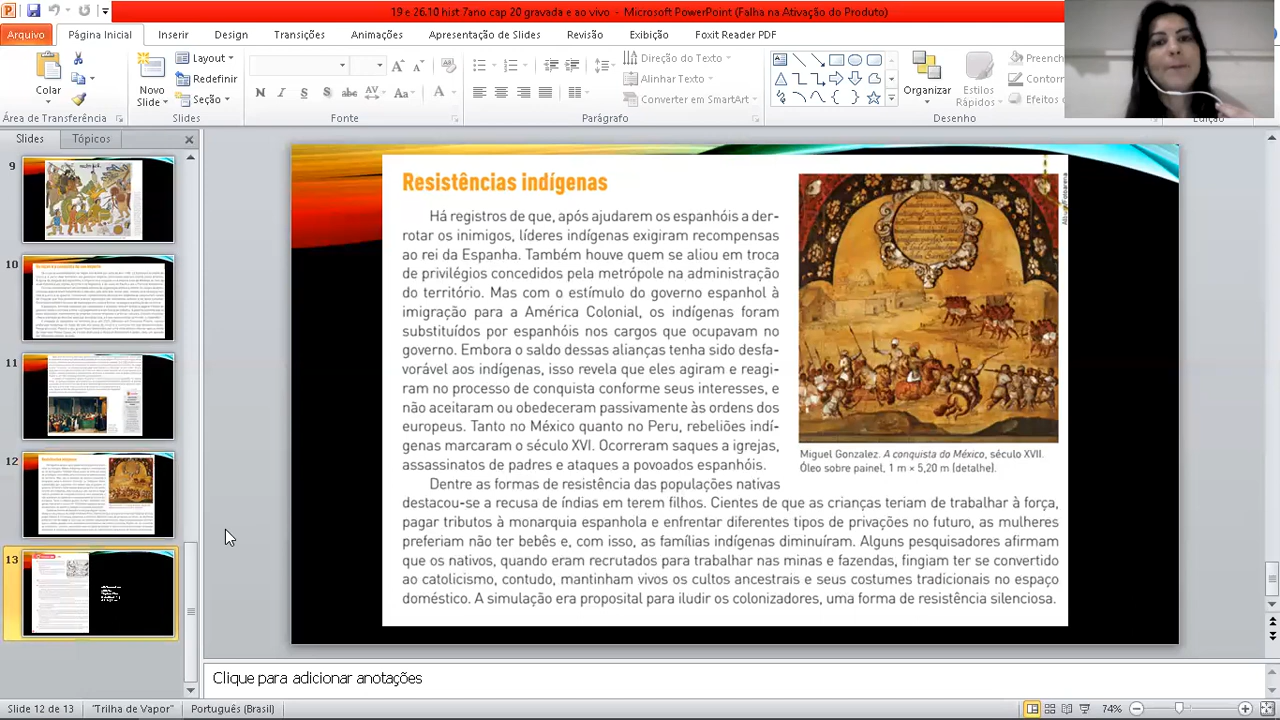 19 e 26.10 hist 7ano cap 20 gravada e ao vivo - Microsoft PowerPoint (Falha na Ativação do Produto)
Arquivo
Página Inicial
Inserir
Design
Transições
Animações
Apresentação de Slides
Revisão
Exibição
Foxit Reader PDF
Colar
Novo
Slide
Layout
Redefinir
Seção
N I S S abc AV Aa A
Direção do Texto
Alinhar Texto
Converter em SmartArt
Organizar
Estilos
Rápidos
Preench
Contorn
Efeitos
Área de Transferência
Slides
Fonte
Parágrafo
Desenho
Edição
Slides
Tópicos
9
11
12
13
Resistências indígenas
Há registros de que, após ajudarem os espanhóis a der-
rotar os inimigos, líderes indígenas exigiram recompensas
ao rei da Espanha. Também houve quem se aliou em troca
de privilégios concedidos pela metrópole na administração
do território. Mas com o estímulo do governo espanhol à
imigração para a América Colonial, os indígenas foram
substituídos por espanhóis nos cargos que ocupavam no
governo. Embora o saldo dessas alianças tenha sido desfa-
vorável aos indígenas, isso revela que eles agiram e reagi-
ram no processo de conquista conforme seus interesses, e
não aceitaram ou obedeceram passivamente às ordens dos
europeus. Tanto no México quanto no Peru, rebeliões indí-
genas marcaram o século XVI. Ocorreram saques a igrejas,
assassinatos de padres e ataques a povoados espanhóis.
Dentre as formas de resistência das populações nativas
destacou-se a recusa de índias em terem filhos. Cientes de que as crianças teriam de trabalhar à força,
pagar tributos à monarquia espanhola e enfrentar diferentes tipos de privações no futuro, as mulheres
preferiam não ter bebês e, com isso, as famílias indígenas diminuíram. Alguns pesquisadores afirmam
que os nativos, quando eram recrutados para trabalhar nas minas e fazendas, fingiam ter se convertido
ao catolicismo, contudo, mantinham vivos os cultos ancestrais e seus costumes tradicionais no espaço
doméstico. A simulação era proposital para iludir os colonizadores, uma forma de resistência silenciosa.
Miguel Gonzalez. A conquista do México, século XVII.
Óleo sobre painel, 1 m × 5,20 m (detalhe).
Clique para adicionar anotações
Slide 12 de 13
"Trilha de Vapor"
Português (Brasil)
74%